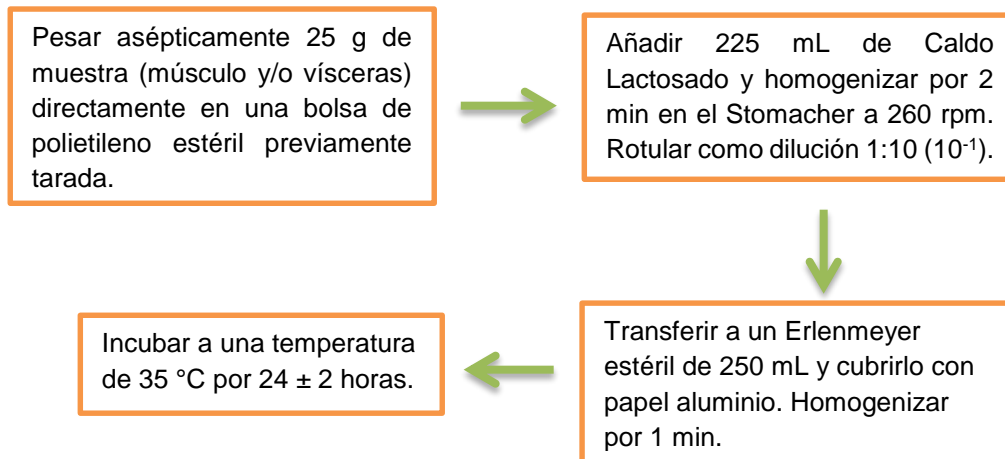 Pesar asépticamente 25 g de
muestra (músculo y/o vísceras)
directamente en una bolsa de
polietileno estéril previamente
tarada.
Añadir 225 mL de Caldo
Lactosado y homogenizar por 2
min en el Stomacher a 260 rpm.
Rotular como dilución 1:10 (10⁻¹).
Transferir a un Erlenmeyer
estéril de 250 mL y cubrirlo con
papel aluminio. Homogenizar
por 1 min.
Incubar a una temperatura
de 35 °C por 24 ± 2 horas.